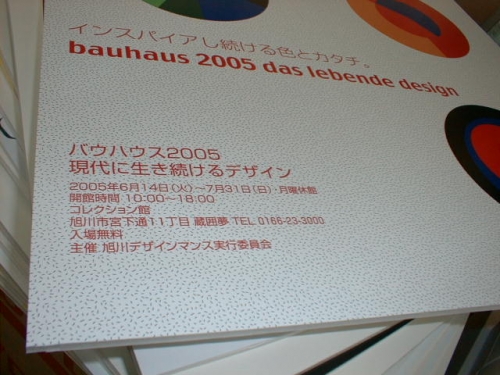 インスパイアし続ける色とカタチ。
bauhaus 2005 das lebende design
バウハウス2005
現代に生き続けるデザイン
2005年6月14日(火)〜7月31日(日)・月曜休館
開館時間 10:00〜18:00
コレクション館
旭川市宮下通11丁目 蔵囲夢 TEL 0166-23-3000
入場無料
主催 旭川デザインマンス実行委員会